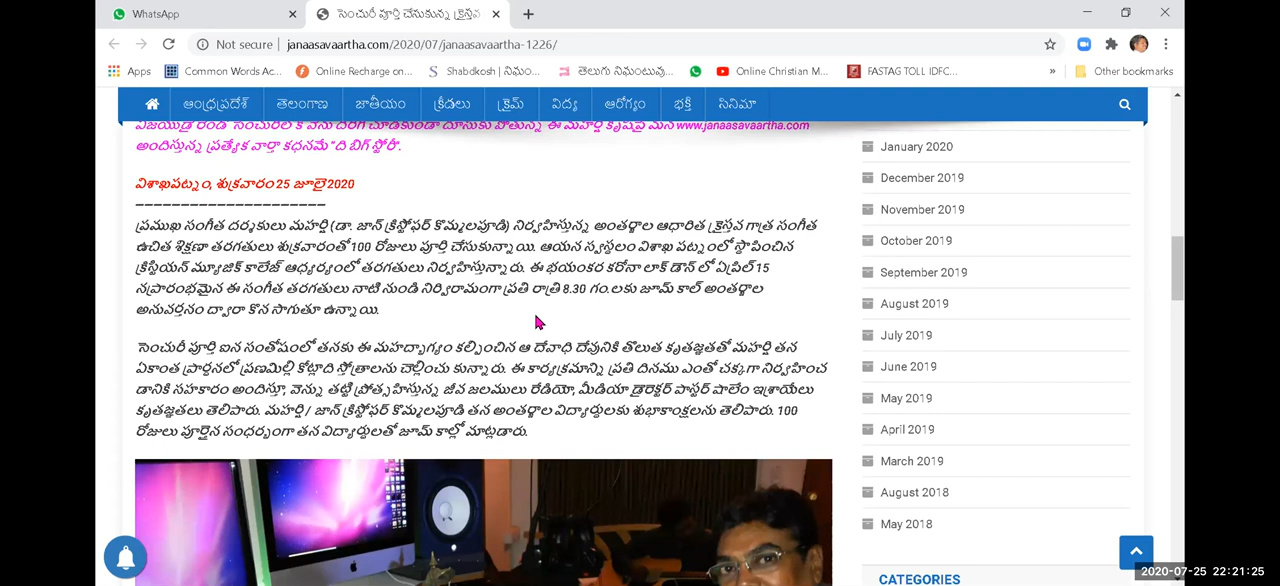 WhatsApp
సెంచురీ పూర్తి చేసుకున్న క్రైస్తవ
Not secure | janaasavaartha.com/2020/07/janaasavaartha-1226/
Apps
Common Words Ac...
Online Recharge on...
Shabdkosh | నిఘం...
తెలుగు నిఘంటువు...
Online Christian M...
FASTAG TOLL IDFC...
»
Other bookmarks
ఆంధ్రప్రదేశ్
తెలంగాణ
జాతీయం
క్రీడలు
క్రైమ్
విద్య
ఆరోగ్యం
భక్తి
సినిమా
విజయుడై రెండో సెంచురీలోకి వెను దిరిగి చూడకుండా దూసుకు పోతున్న ఈ మహర్షి కృషిపై మన www.janaasavaartha.com
అందిస్తున్న ప్రత్యేక వార్తా కధనమే "ది బిగ్ స్టోరీ".
విశాఖపట్నం, శుక్రవారం 25 జూలై 2020
---------------------
ప్రముఖ సంగీత దర్శకులు మహర్షి (డా. జాన్ క్రిస్టోఫర్ కొమ్మలపూడి) నిర్వహిస్తున్న అంతర్జాల ఆధారిత క్రైస్తవ గాత్ర సంగీత
ఉచిత శిక్షణా తరగతులు శుక్రవారంతో 100 రోజులు పూర్తి చేసుకున్నాయి. ఆయన స్వస్థలం విశాఖ పట్నంలో స్థాపించిన
క్రిస్టియన్ మ్యూజిక్ కాలేజ్ ఆధ్వర్యంలో తరగతులు నిర్వహిస్తున్నారు. ఈ భయంకర కరోనా లాక్ డౌన్ లో ఏప్రిల్ 15
నప్రారంభమైన ఈ సంగీత తరగతులు నాటి నుండి నిర్విరామంగా ప్రతి రాత్రి 8.30 గం.లకు జూమ్ కాల్ అంతర్జాల
అనువర్తనం ద్వారా కొన సాగుతూ ఉన్నాయి.
సెంచురీ పూర్తి ఐన సంతోషంలో తనకు ఈ మహద్భాగ్యం కల్పించిన ఆ దేవాధి దేవునికి తొలుత కృతజ్ఞతతో మహర్షి తన
ఏకాంత ప్రార్థనలో ప్రణమిల్లి కోట్లాది స్తోత్రాలను చెల్లించు కున్నారు. ఈ కార్యక్రమాన్ని ప్రతి దినము ఎంతో చక్కగా నిర్వహించ
డానికి సహకారం అందిస్తూ, వెన్ను తట్టి ప్రోత్సహిస్తున్న జీవ జలములు రేడియో, మీడియా డైరెక్టర్ పాస్టర్ షాలేం ఇశ్రాయేలు
కృతజ్ఞతలు తెలిపారు. మహర్షి / జాన్ క్రిస్టోఫర్ కొమ్మలపూడి తన అంతర్జాల విద్యార్థులకు శుభాకాంక్షలను తెలిపారు. 100
రోజులు పూర్తైన సందర్భంగా తన విద్యార్థులతో జూమ్ కాల్లో మాట్లడారు.
January 2020
December 2019
November 2019
October 2019
September 2019
August 2019
July 2019
June 2019
May 2019
April 2019
March 2019
August 2018
May 2018
CATEGORIES
2020-07-25 22:21:25